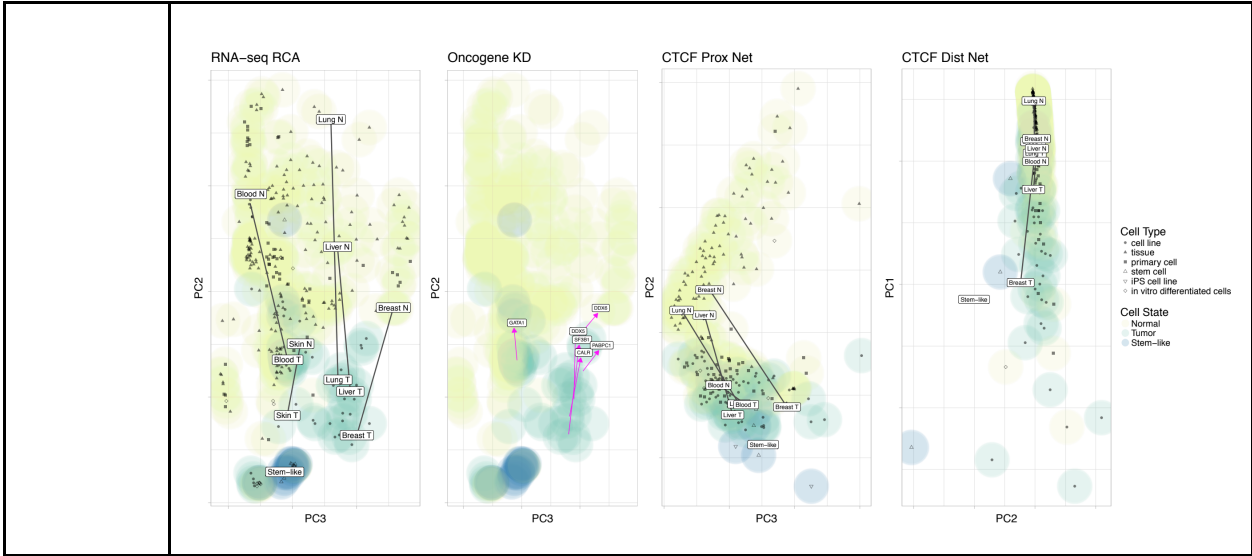 RNA−seq RCA
Lung N
Blood N
Liver N
Breast N
Skin N
Blood T
Lung T
Liver T
Skin T
Breast T
Stem−like
PC2
PC3
Oncogene KD
DDX6
GATA1
DDX5
SF3B1
PABPC1
CALR
PC2
PC3
CTCF Prox Net
Breast N
Lung N
Liver N
Blood N
Blood T
Breast T
Liver T
Stem−like
PC2
PC3
CTCF Dist Net
Lung N
Breast N
Liver N
Blood N
Liver T
Breast T
Stem−like
PC1
PC2
Cell Type
cell line
tissue
primary cell
stem cell
iPS cell line
in vitro differentiated cells
Cell State
Normal
Tumor
Stem−like